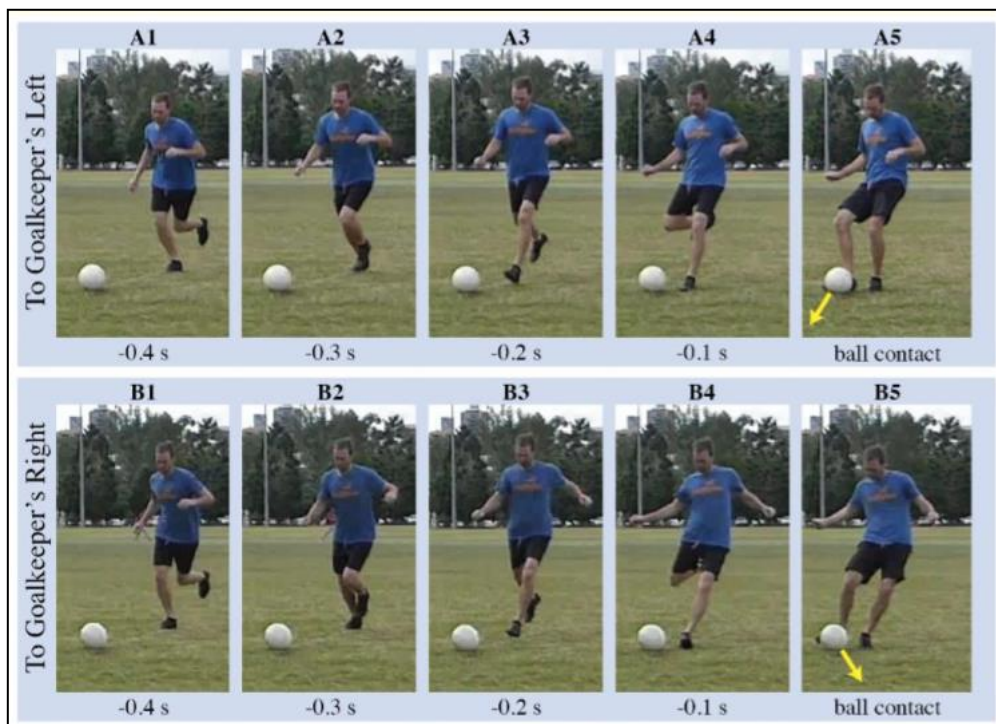 A1 A2 A3 A4 A5
To Goalkeeper's Left
-0.4 s -0.3 s -0.2 s -0.1 s ball contact
B1 B2 B3 B4 B5
To Goalkeeper's Right
-0.4 s -0.3 s -0.2 s -0.1 s ball contact